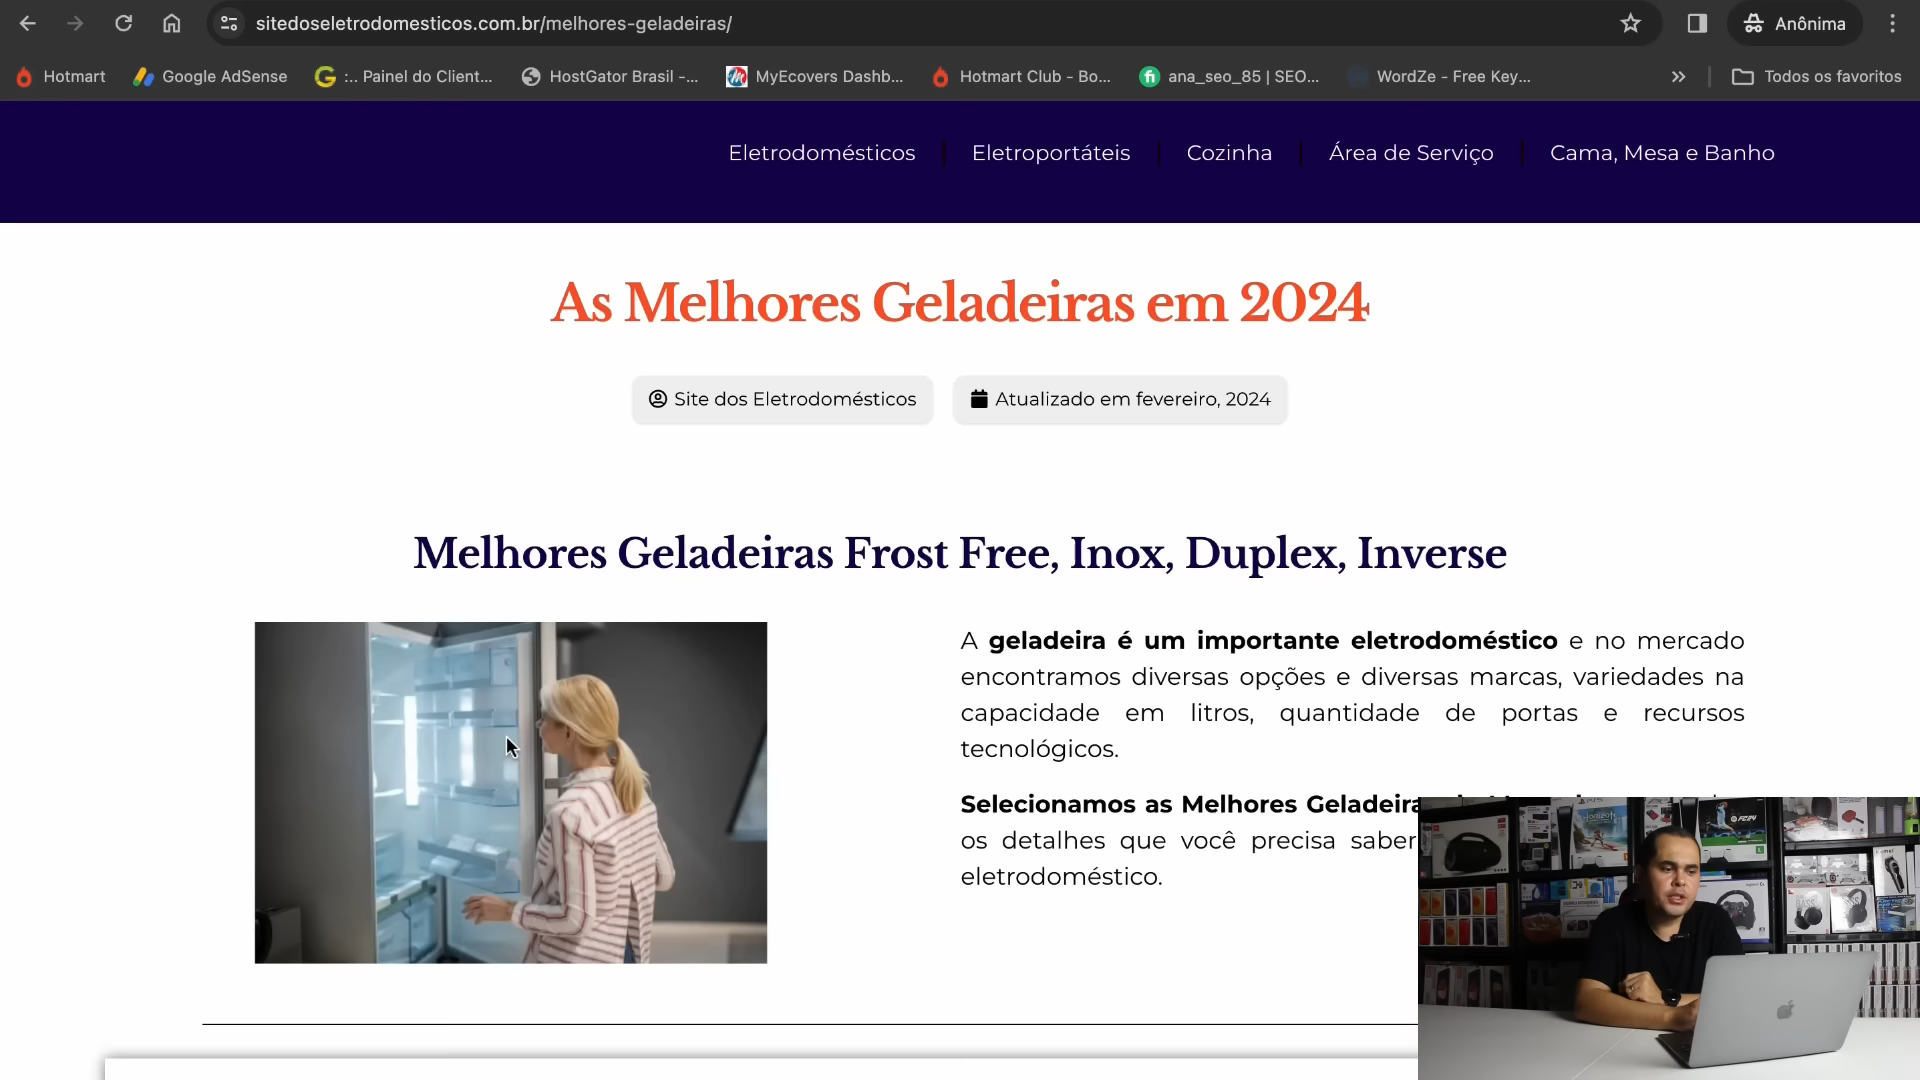 sitedoseletrodomesticos.com.br/melhores-geladeiras/
Anônima
Hotmart
Google AdSense
:.. Painel do Client...
HostGator Brasil -...
MyEcovers Dashb...
Hotmart Club - Bo...
ana_seo_85 | SEO...
WordZe - Free Key...
Todos os favoritos
Eletrodomésticos
Eletroportáteis
Cozinha
Área de Serviço
Cama, Mesa e Banho
As Melhores Geladeiras em 2024
Site dos Eletrodomésticos
Atualizado em fevereiro, 2024
Melhores Geladeiras Frost Free, Inox, Duplex, Inverse
A geladeira é um importante eletrodoméstico e no mercado
encontramos diversas opções e diversas marcas, variedades na
capacidade em litros, quantidade de portas e recursos
tecnológicos.
Selecionamos as Melhores Geladeira
os detalhes que você precisa saber
eletrodoméstico.